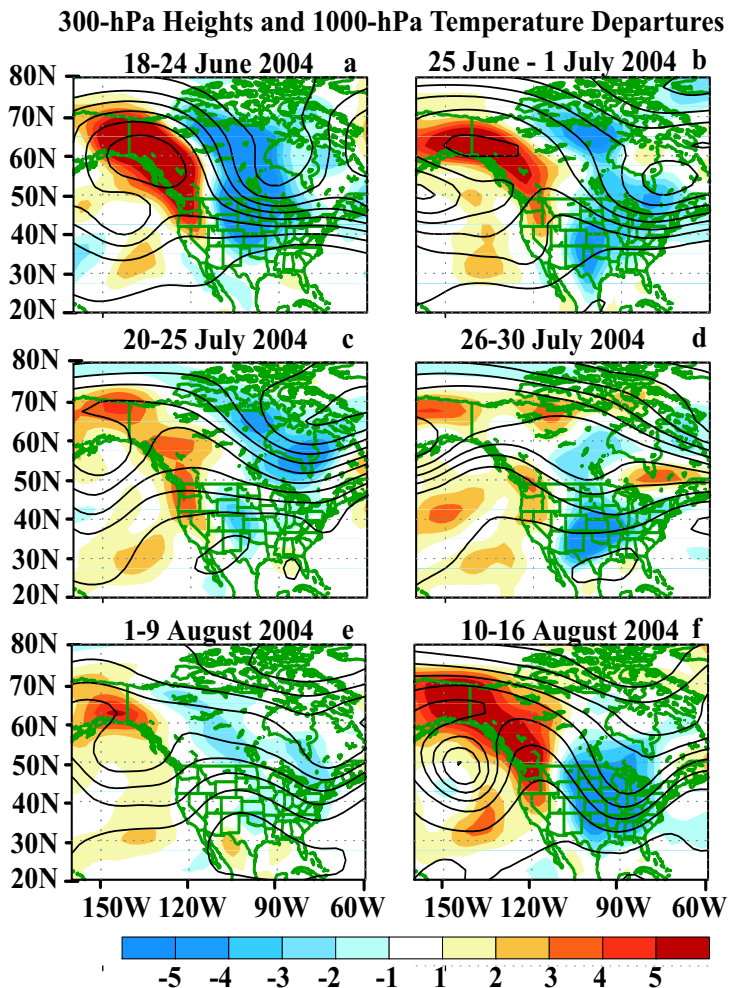 300-hPa Heights and 1000-hPa Temperature Departures
18-24 June 2004 a
25 June - 1 July 2004 b
80N
70N
60N
50N
40N
30N
20N
20-25 July 2004 c
26-30 July 2004 d
80N
70N
60N
50N
40N
30N
20N
1-9 August 2004 e
10-16 August 2004 f
80N
70N
60N
50N
40N
30N
20N
150W 120W 90W 60W 150W 120W 90W 60W
-5 -4 -3 -2 -1 1 2 3 4 5